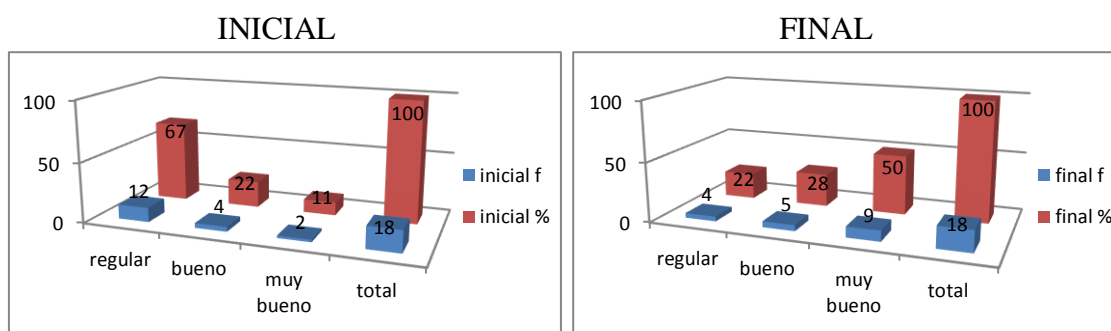 INICIAL
100
50
0
67
22
11
100
12
4
2
18
regular
bueno
muy
bueno
total
inicial f
inicial %
FINAL
100
50
0
22
28
50
100
4
5
9
18
regular
bueno
muy
bueno
total
final f
final %